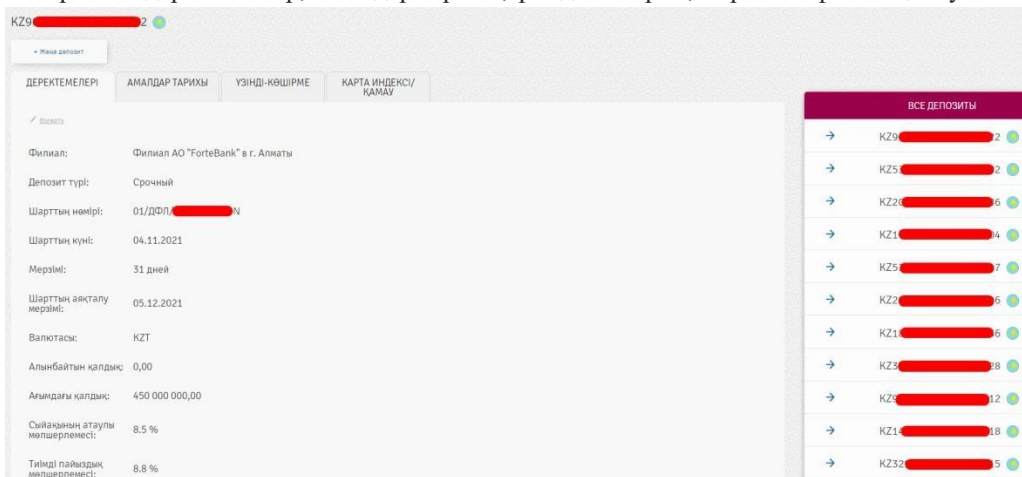 KZ9 2
+ Жаңа депозит
ДЕРЕКТЕМЕЛЕРІ
АМАЛДАР ТАРИХЫ
ҮЗІНДІ-КӨШІРМЕ
КАРТА ИНДЕКСІ/
ҚАМАУ
Филиал: Филиал АО "ForteBank" в г. Алматы
Депозит түрі: Срочный
Шарттың нөмірі: 01/ДФЛ/ N
Шарттың күні: 04.11.2021
Мерзімі: 31 дней
Шарттың аяқталу
мерзімі: 05.12.2021
Валютасы: KZT
Алынбайтын қалдық: 0,00
Ағымдағы қалдық: 450 000 000,00
Сыйақының атаулы
мөлшерлемесі: 8.5 %
Тиімді пайыздық
мөлшерлемесі: 8.8 %
ВСЕ ДЕПОЗИТЫ
→ KZ9 2
→ KZ5 2
→ KZ20 6
→ KZ1 4
→ KZ5 7
→ KZ2 6
→ KZ18 6
→ KZ3 28
→ KZ9 12
→ KZ14 18
→ KZ32 5